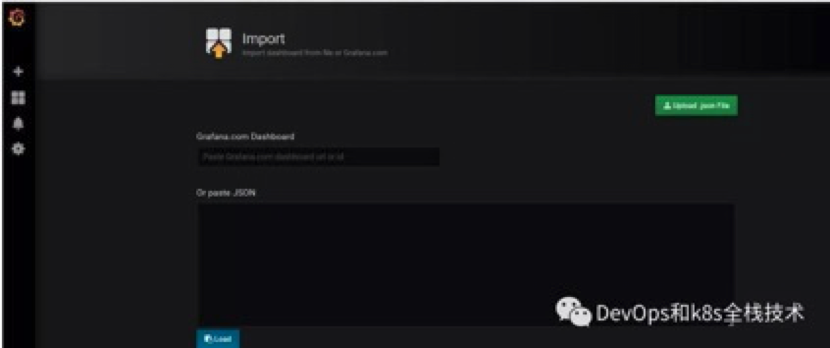 Import
Import dashboard from file or Grafana.com
Upload .json File
Grafana.com Dashboard
Paste Grafana.com dashboard url or id
Or paste JSON
Load
DevOps和k8s全栈技术